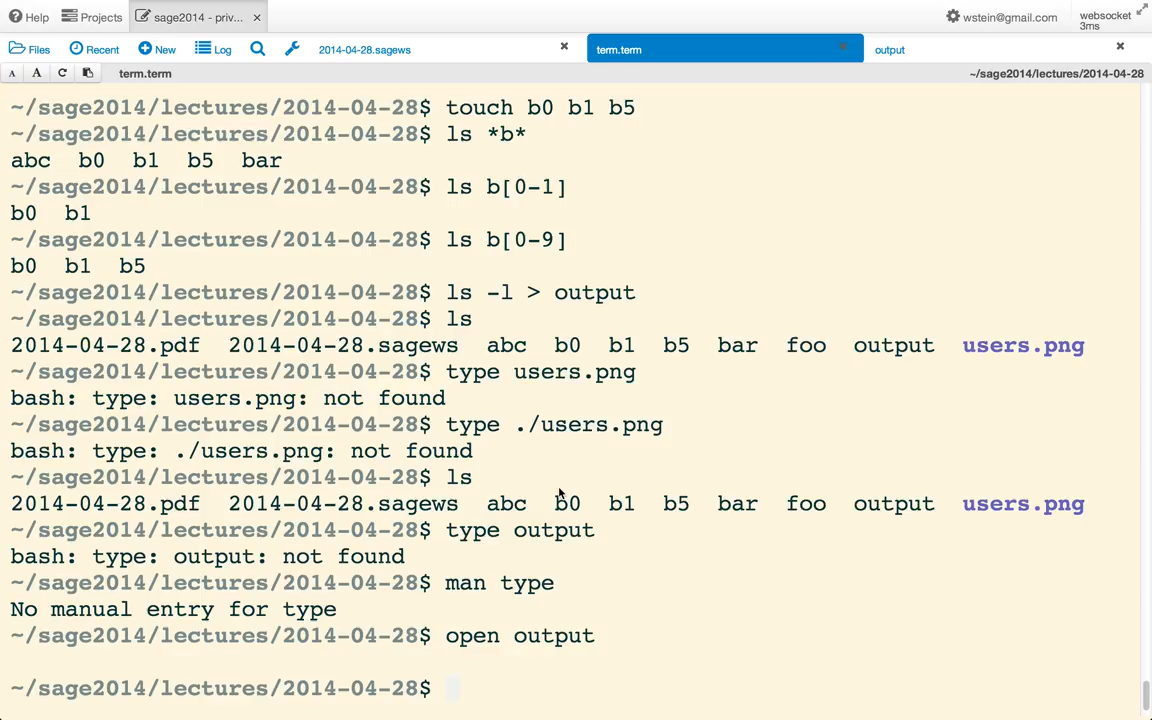 Help Projects sage2014 - priv... × wstein@gmail.com websocket
3ms
Files Recent New Log 2014-04-28.sagews × term.term × output ×
A A C term.term ~/sage2014/lectures/2014-04-28
~/sage2014/lectures/2014-04-28$ touch b0 b1 b5
~/sage2014/lectures/2014-04-28$ ls *b*
abc b0 b1 b5 bar
~/sage2014/lectures/2014-04-28$ ls b[0-1]
b0 b1
~/sage2014/lectures/2014-04-28$ ls b[0-9]
b0 b1 b5
~/sage2014/lectures/2014-04-28$ ls -l > output
~/sage2014/lectures/2014-04-28$ ls
2014-04-28.pdf 2014-04-28.sagews abc b0 b1 b5 bar foo output users.png
~/sage2014/lectures/2014-04-28$ type users.png
bash: type: users.png: not found
~/sage2014/lectures/2014-04-28$ type ./users.png
bash: type: ./users.png: not found
~/sage2014/lectures/2014-04-28$ ls
2014-04-28.pdf 2014-04-28.sagews abc b0 b1 b5 bar foo output users.png
~/sage2014/lectures/2014-04-28$ type output
bash: type: output: not found
~/sage2014/lectures/2014-04-28$ man type
No manual entry for type
~/sage2014/lectures/2014-04-28$ open output
~/sage2014/lectures/2014-04-28$